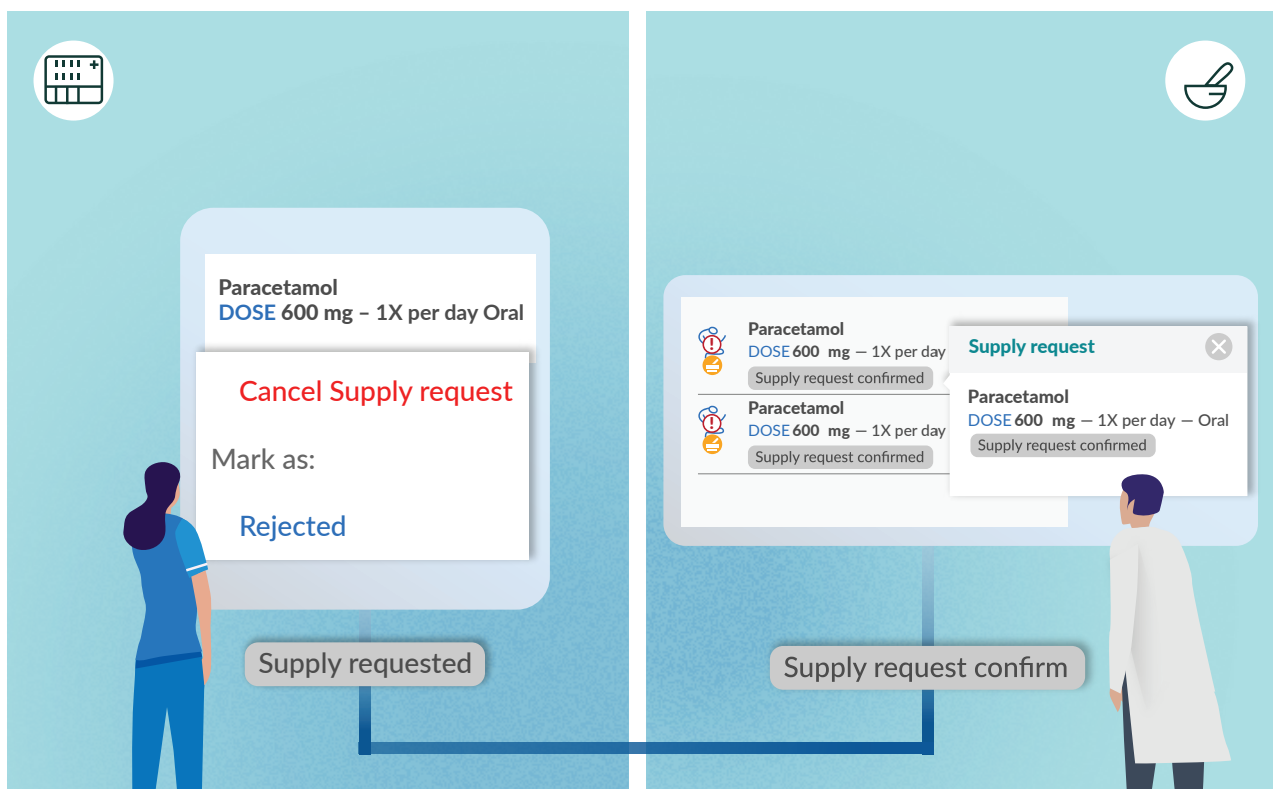 Paracetamol
DOSE 600 mg – 1X per day Oral
Cancel Supply request
Mark as:
Rejected
Supply requested
Paracetamol
DOSE 600 mg — 1X per day
Supply request confirmed
Paracetamol
DOSE 600 mg — 1X per day
Supply request confirmed
Supply request
Paracetamol
DOSE 600 mg — 1X per day — Oral
Supply request confirmed
Supply request confirm